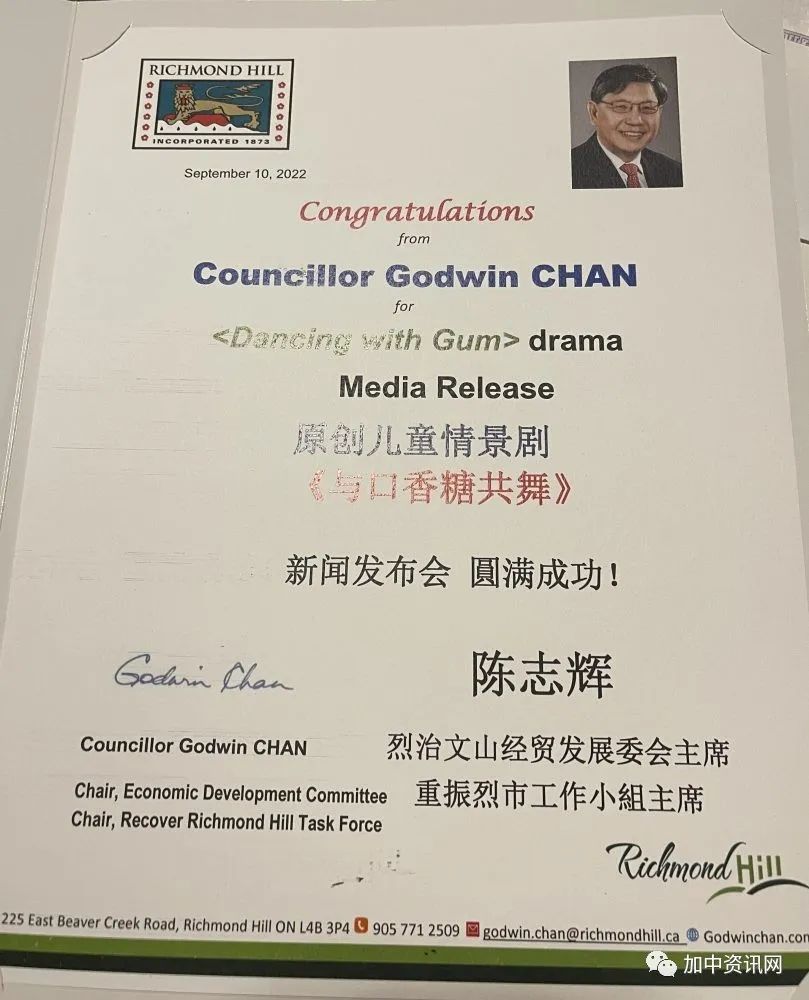 RICHMOND HILL
INCORPORATED 1873
September 10, 2022
Congratulations
from
Councillor Godwin CHAN
for
<Dancing with Gum> drama
Media Release
原创儿童情景剧
《与口香糖共舞》
新闻发布会 圆满成功!
Godwin Chan
陈志辉
Councillor Godwin CHAN
烈治文山经贸发展委会主席
Chair, Economic Development Committee
重振烈市工作小組主席
Chair, Recover Richmond Hill Task Force
Richmond Hill
225 East Beaver Creek Road, Richmond Hill ON L4B 3P4 905 771 2509 godwin.chan@richmondhill.ca Godwinchan.com
加中资讯网